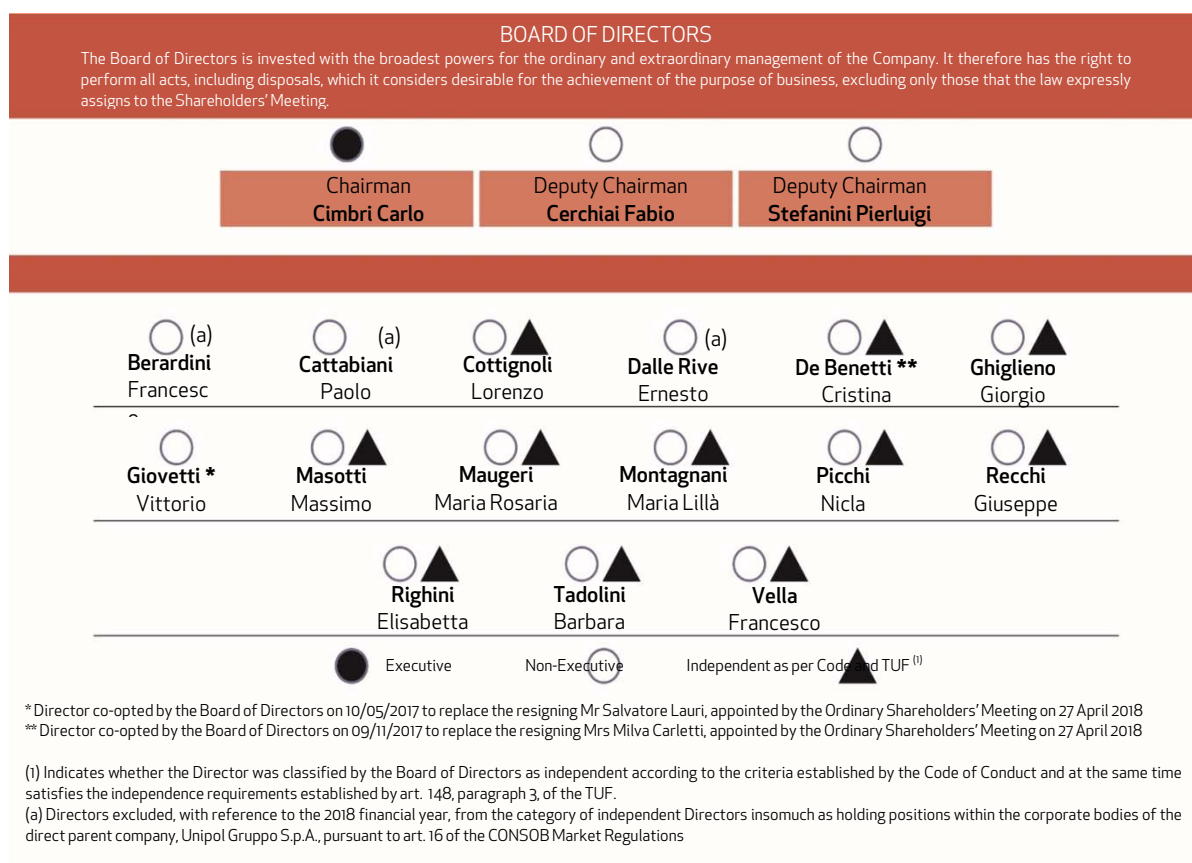 BOARD OF DIRECTORS
The Board of Directors is invested with the broadest powers for the ordinary and extraordinary management of the Company. It therefore has the right to
perform all acts, including disposals, which it considers desirable for the achievement of the purpose of business, excluding only those that the law expressly
assigns to the Shareholders' Meeting.
Chairman Deputy Chairman Deputy Chairman
Cimbri Carlo Cerchiai Fabio Stefanini Pierluigi
(a) (a) (a)
Berardini Cattabiani Cottignoli Dalle Rive De Benetti ** Ghiglieno
Francesc Paolo Lorenzo Ernesto Cristina Giorgio
Giovetti * Masotti Maugeri Montagnani Picchi Recchi
Vittorio Massimo Maria Rosaria Maria Lillà Nicla Giuseppe
Righini Tadolini Vella
Elisabetta Barbara Francesco
Executive Non-Executive Independent as per Code and TUF (1)
* Director co-opted by the Board of Directors on 10/05/2017 to replace the resigning Mr Salvatore Lauri, appointed by the Ordinary Shareholders' Meeting on 27 April 2018
** Director co-opted by the Board of Directors on 09/11/2017 to replace the resigning Mrs Milva Carletti, appointed by the Ordinary Shareholders' Meeting on 27 April 2018
(1) Indicates whether the Director was classified by the Board of Directors as independent according to the criteria established by the Code of Conduct and at the same time
satisfies the independence requirements established by art. 148, paragraph 3, of the TUF.
(a) Directors excluded, with reference to the 2018 financial year, from the category of independent Directors insomuch as holding positions within the corporate bodies of the
direct parent company, Unipol Gruppo S.p.A., pursuant to art. 16 of the CONSOB Market Regulations